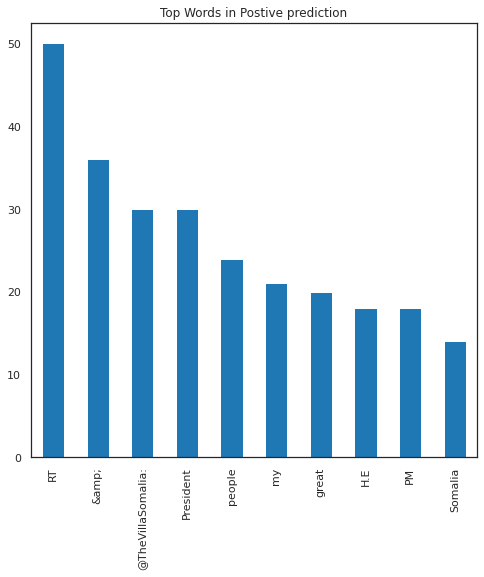 Top Words in Postive prediction
50
40
30
20
10
0
RT
&amp;
@TheVillaSomalia:
President
people
my
great
H.E
PM
Somalia